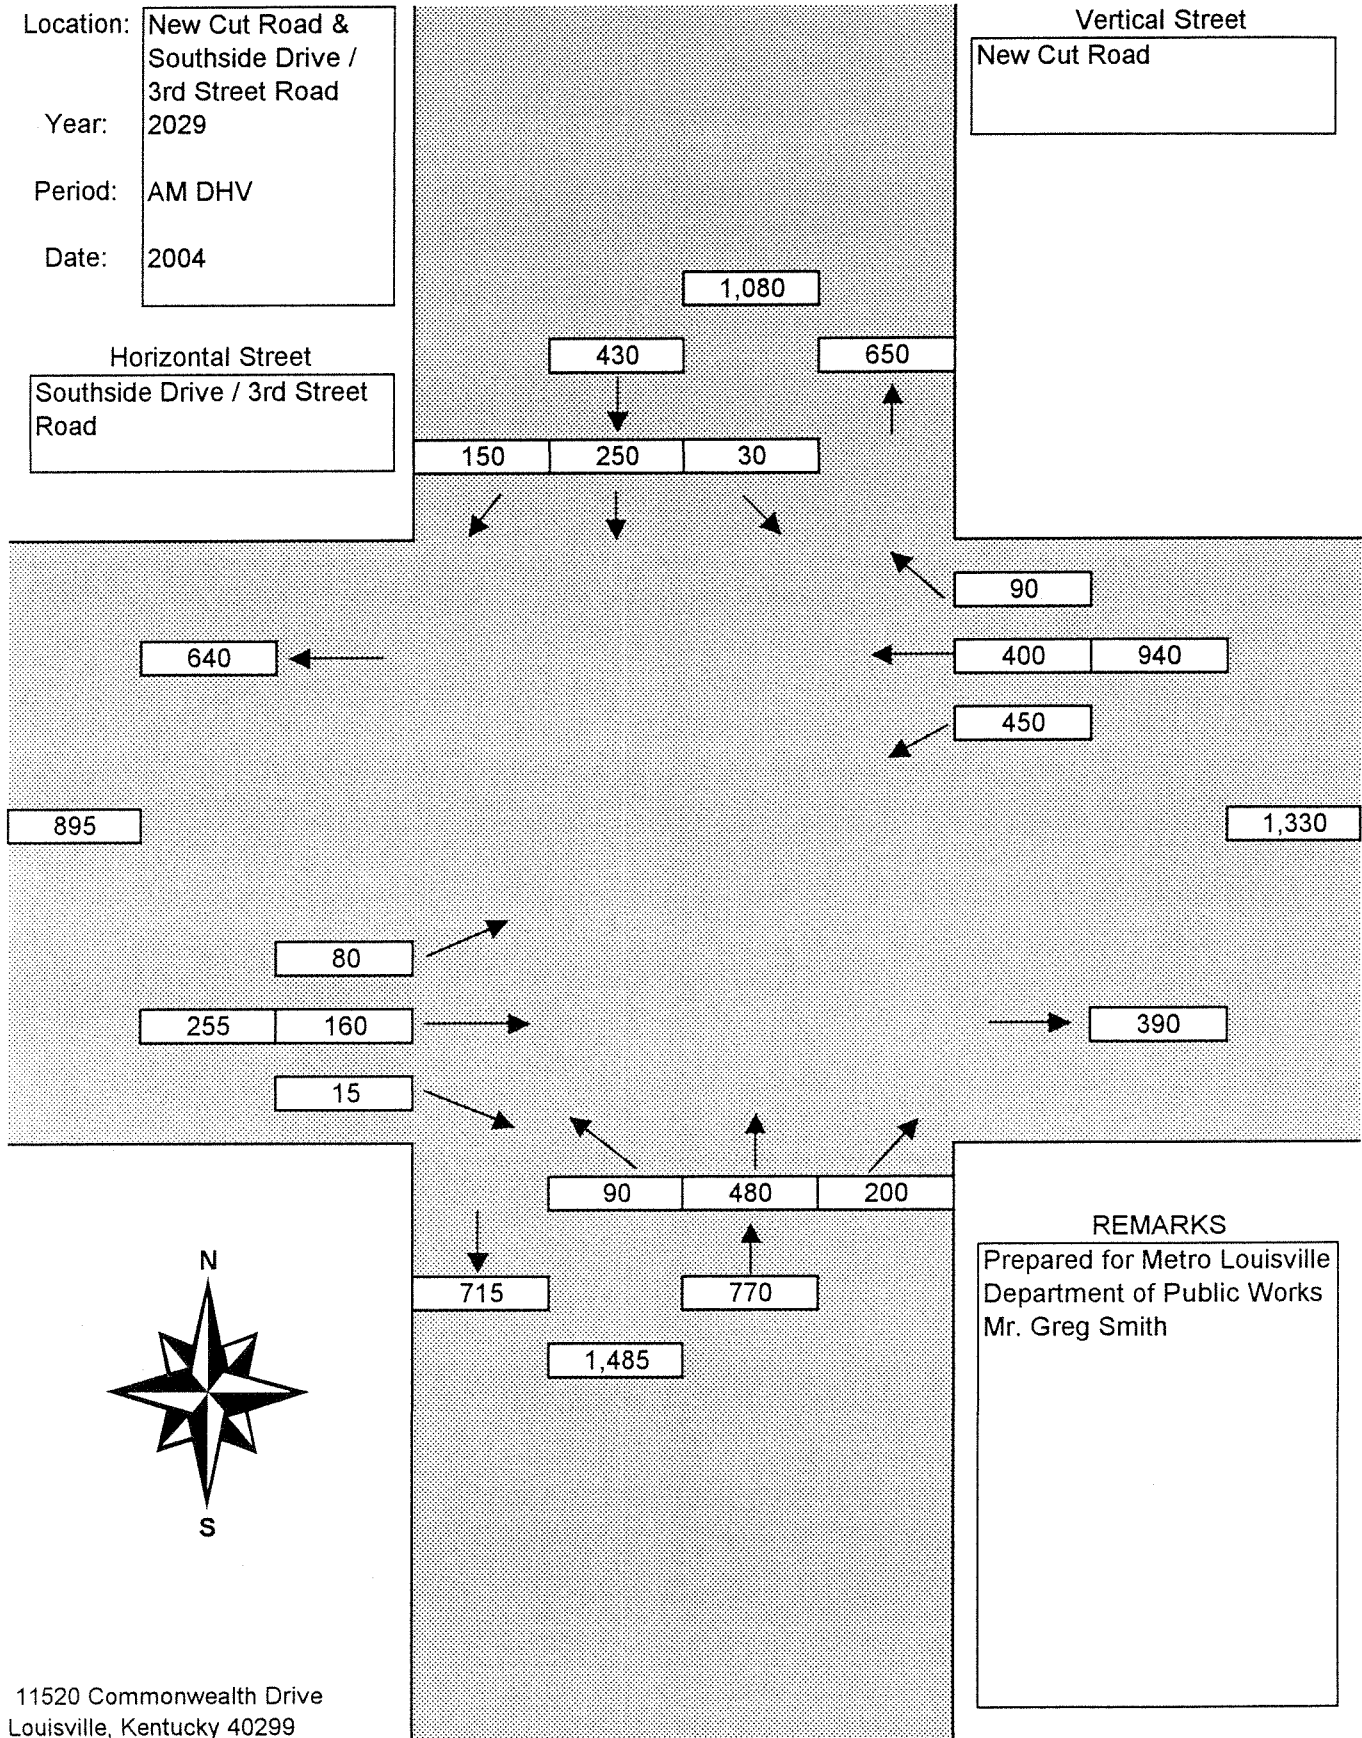 Location: New Cut Road &
Southside Drive /
3rd Street Road
Year: 2029
Period: AM DHV
Date: 2004
Vertical Street
New Cut Road
Horizontal Street
Southside Drive / 3rd Street
Road
1,080
430 650
150 250 30
90
640 400 940
450
895 1,330
80
255 160 390
15
90 480 200
715 770
1,485
N
S
REMARKS
Prepared for Metro Louisville
Department of Public Works
Mr. Greg Smith
11520 Commonwealth Drive
Louisville, Kentucky 40299